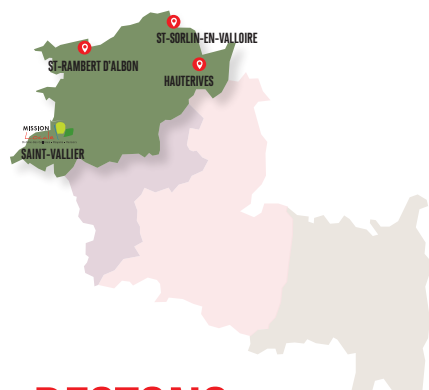 ST-SORLIN-EN-VALLOIRE
ST-RAMBERT D'ALBON
HAUTERIVES
MISSION
SAINT-VALLIER